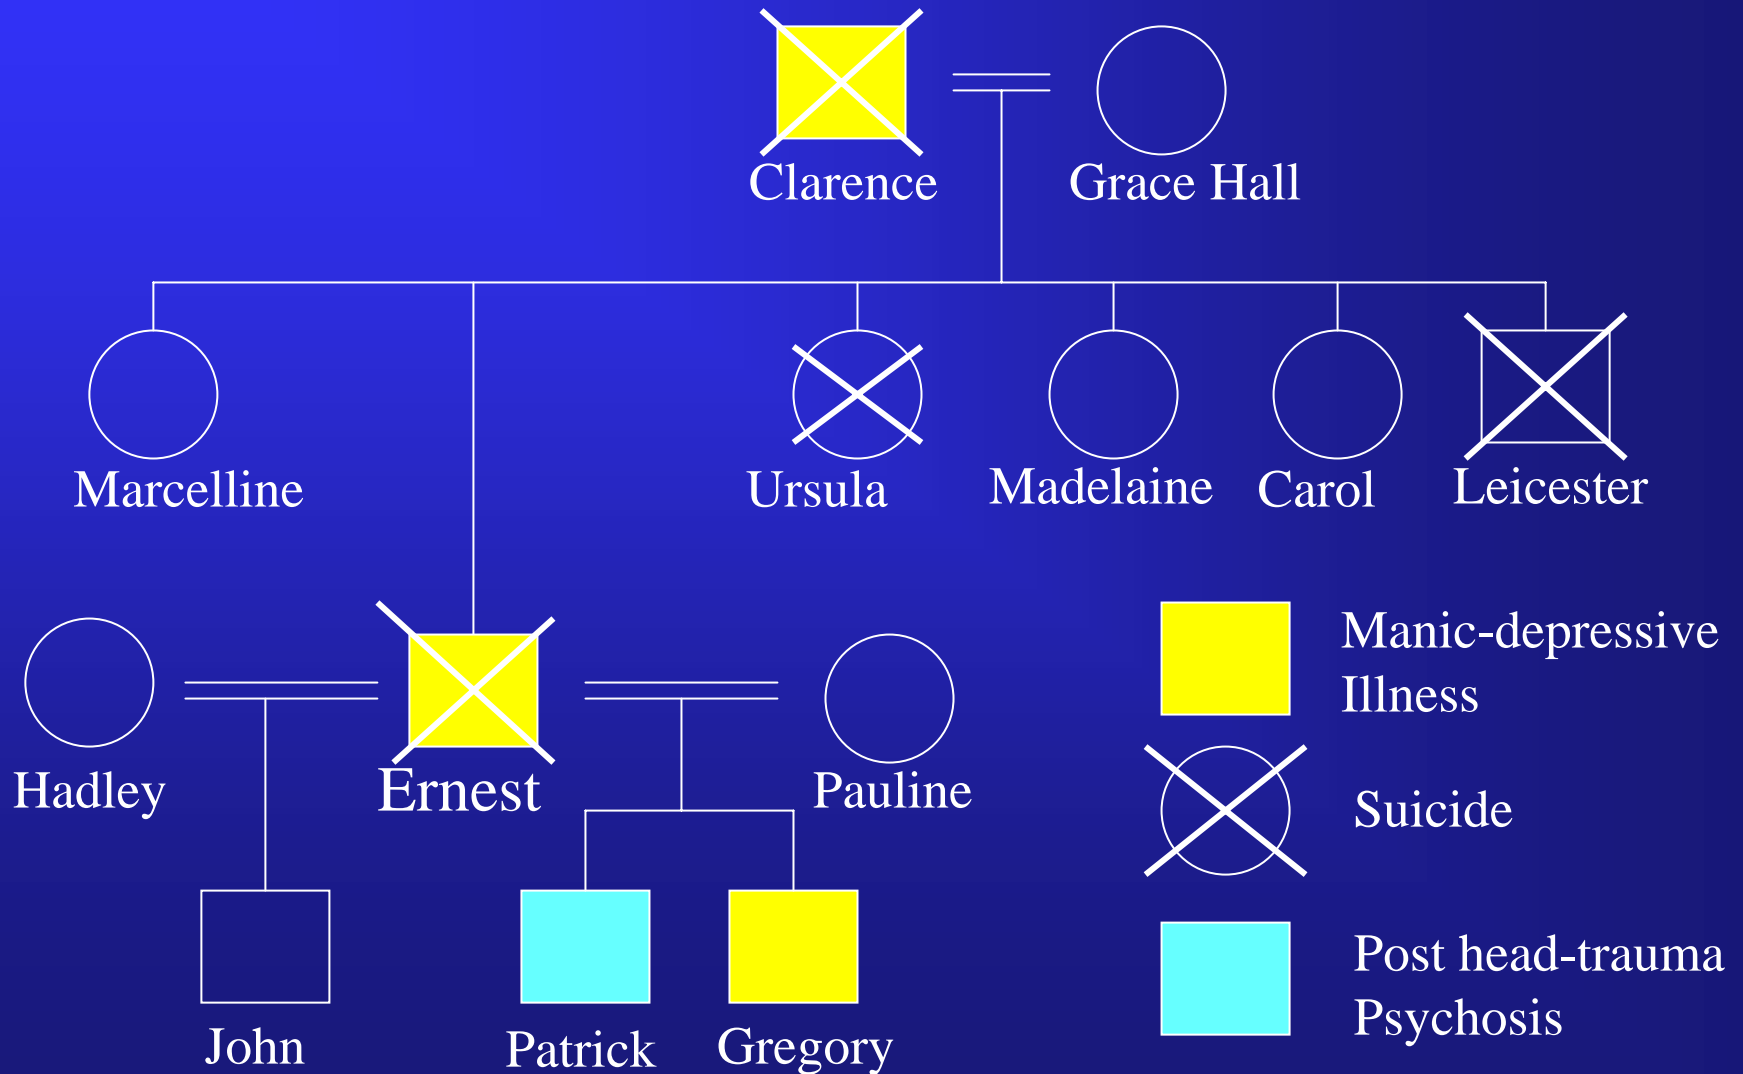 Clarence
Grace Hall
Marcelline
Ursula
Madelaine
Carol
Leicester
Hadley
Ernest
Pauline
John
Patrick
Gregory
Manic-depressive
Illness
Suicide
Post head-trauma
Psychosis